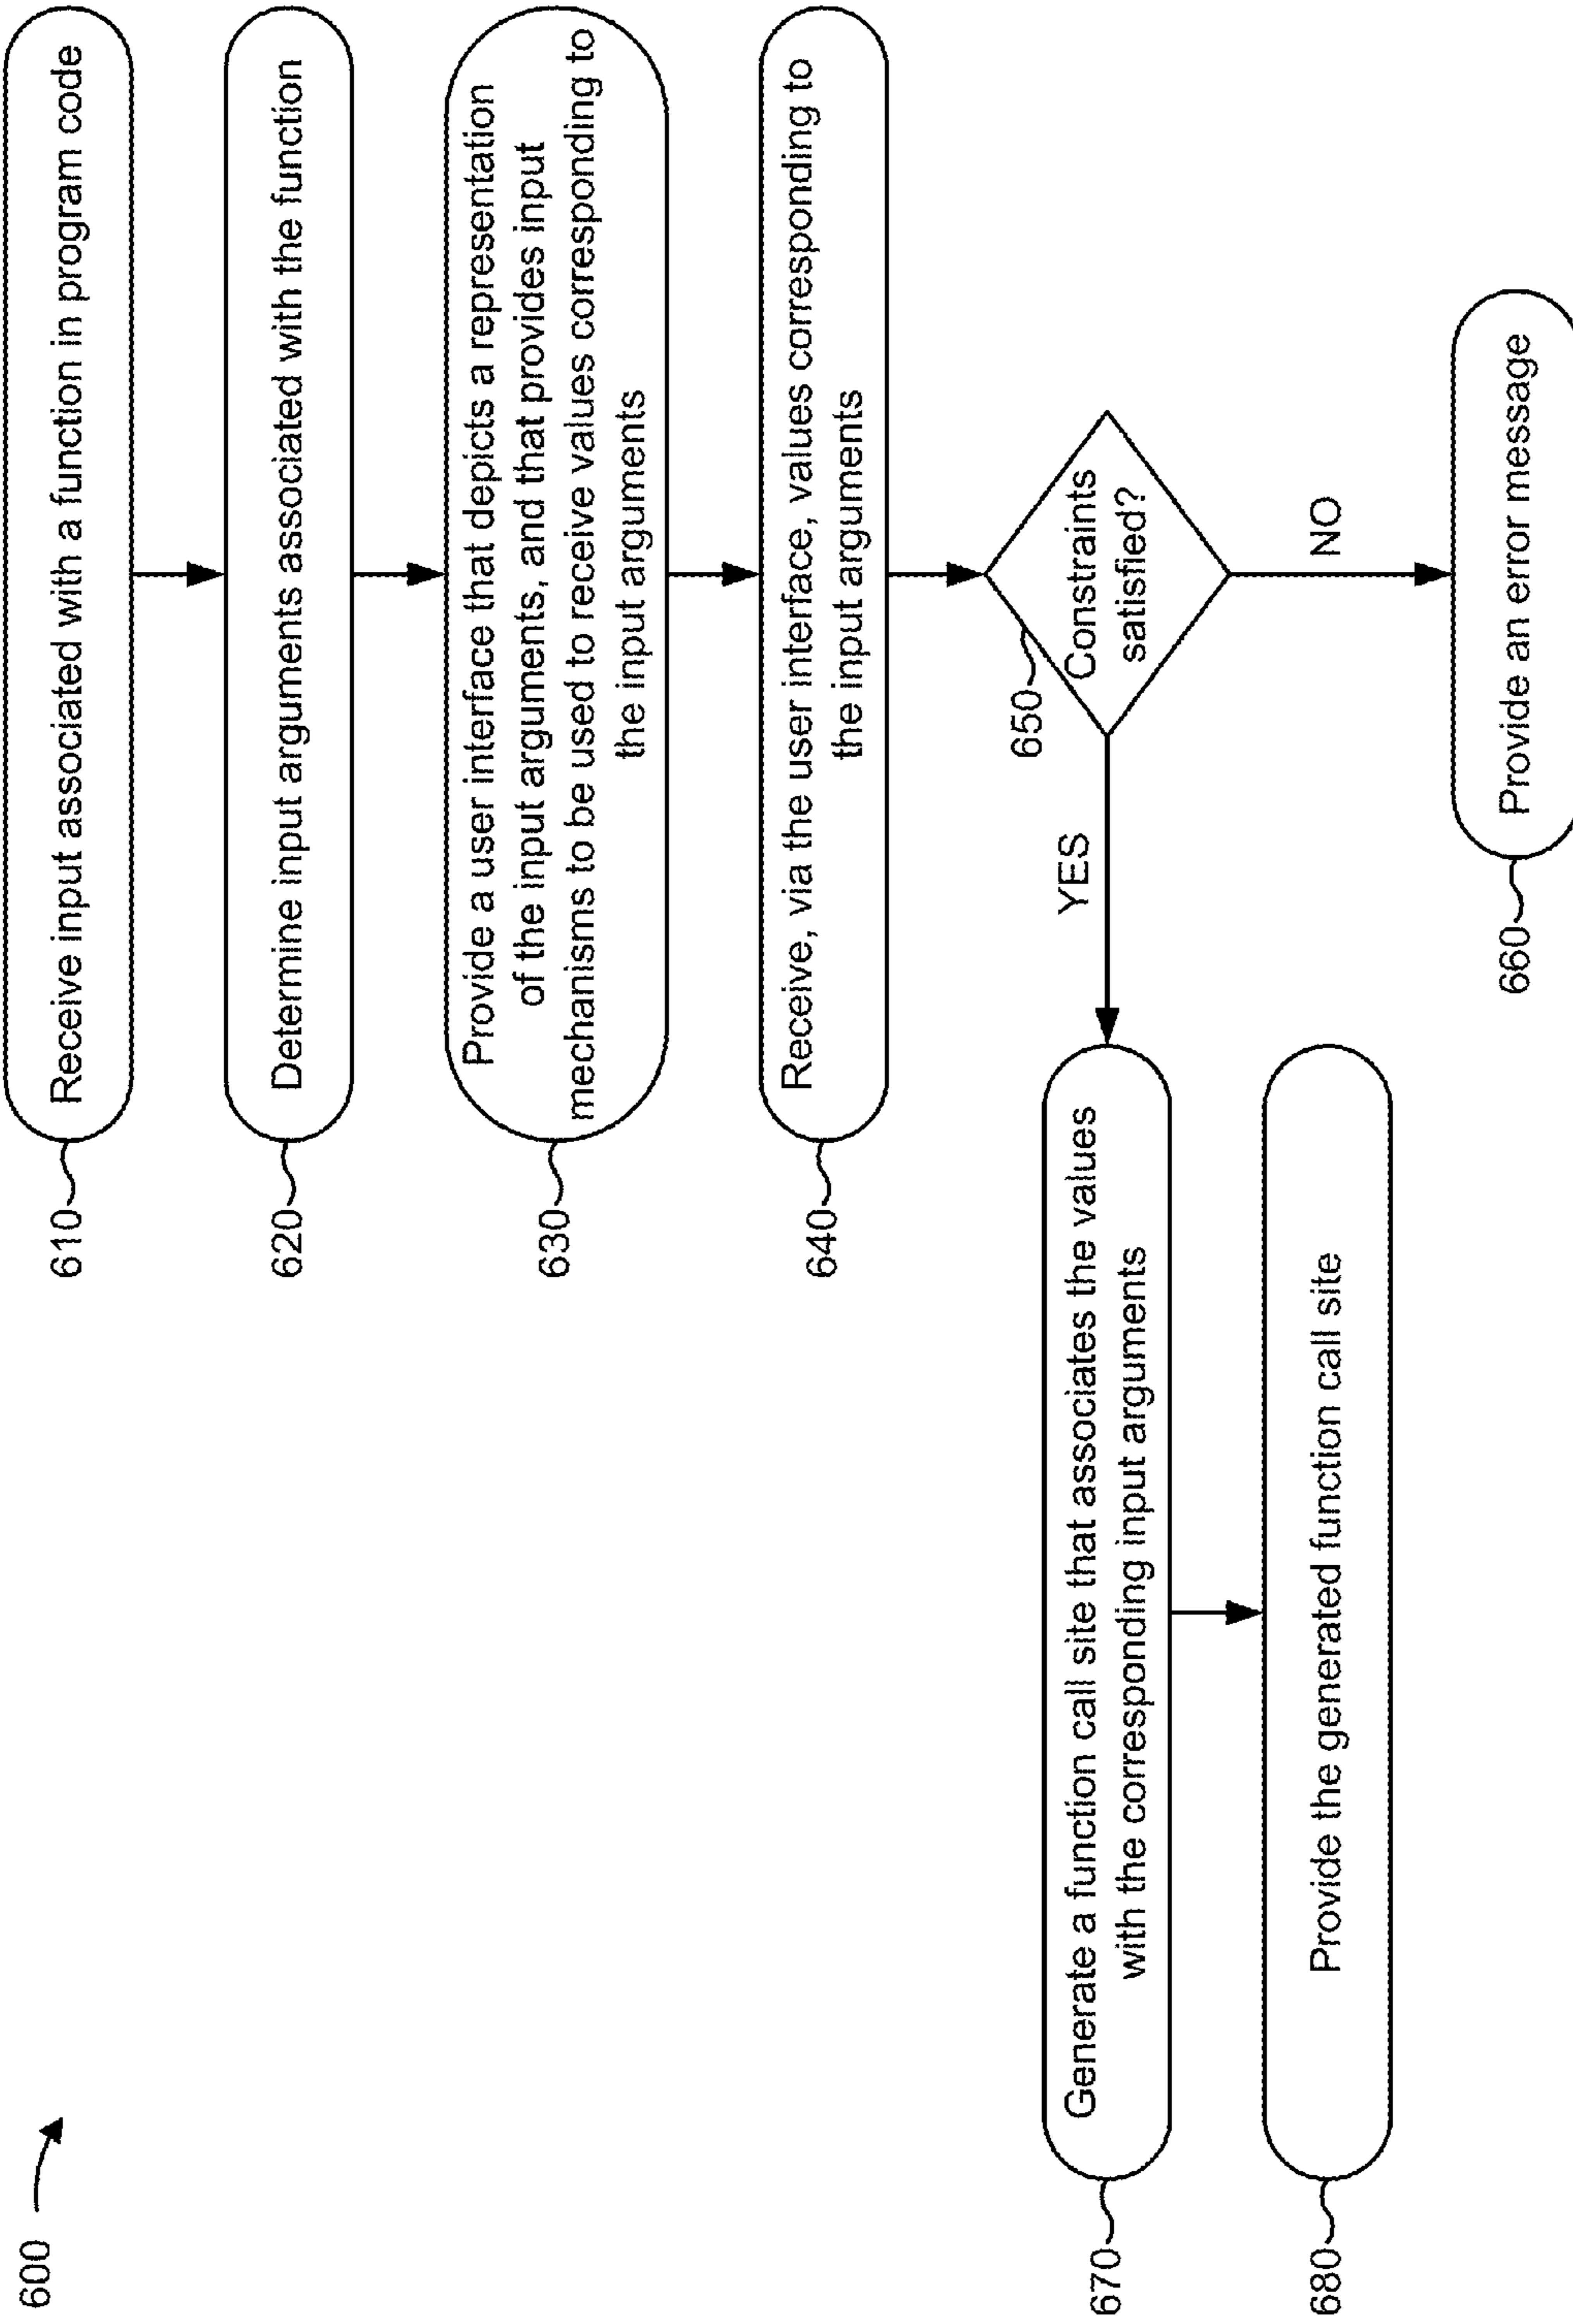 600
610
Receive input associated with a function in program code
620
Determine input arguments associated with the function
630
Provide a user interface that depicts a representation
of the input arguments, and that provides input
mechanisms to be used to receive values corresponding to
the input arguments
640
Receive, via the user interface, values corresponding to
the input arguments
650
Constraints
satisfied?
YES
NO
670
Generate a function call site that associates the values
with the corresponding input arguments
660
Provide an error message
680
Provide the generated function call site